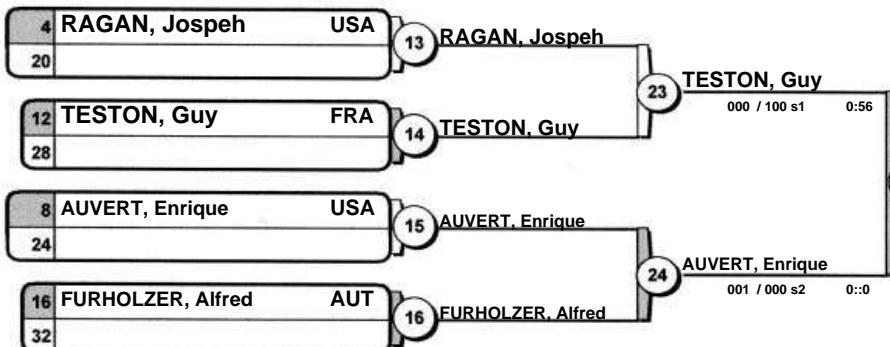 4 RAGAN, Jospeh USA
20
13 RAGAN, Jospeh
12 TESTON, Guy FRA
28
14 TESTON, Guy
23 TESTON, Guy
000 / 100 s1 0:56
8 AUVERT, Enrique USA
24
15 AUVERT, Enrique
16 FURHOLZER, Alfred AUT
32
16 FURHOLZER, Alfred
24 AUVERT, Enrique
001 / 000 s2 0::0